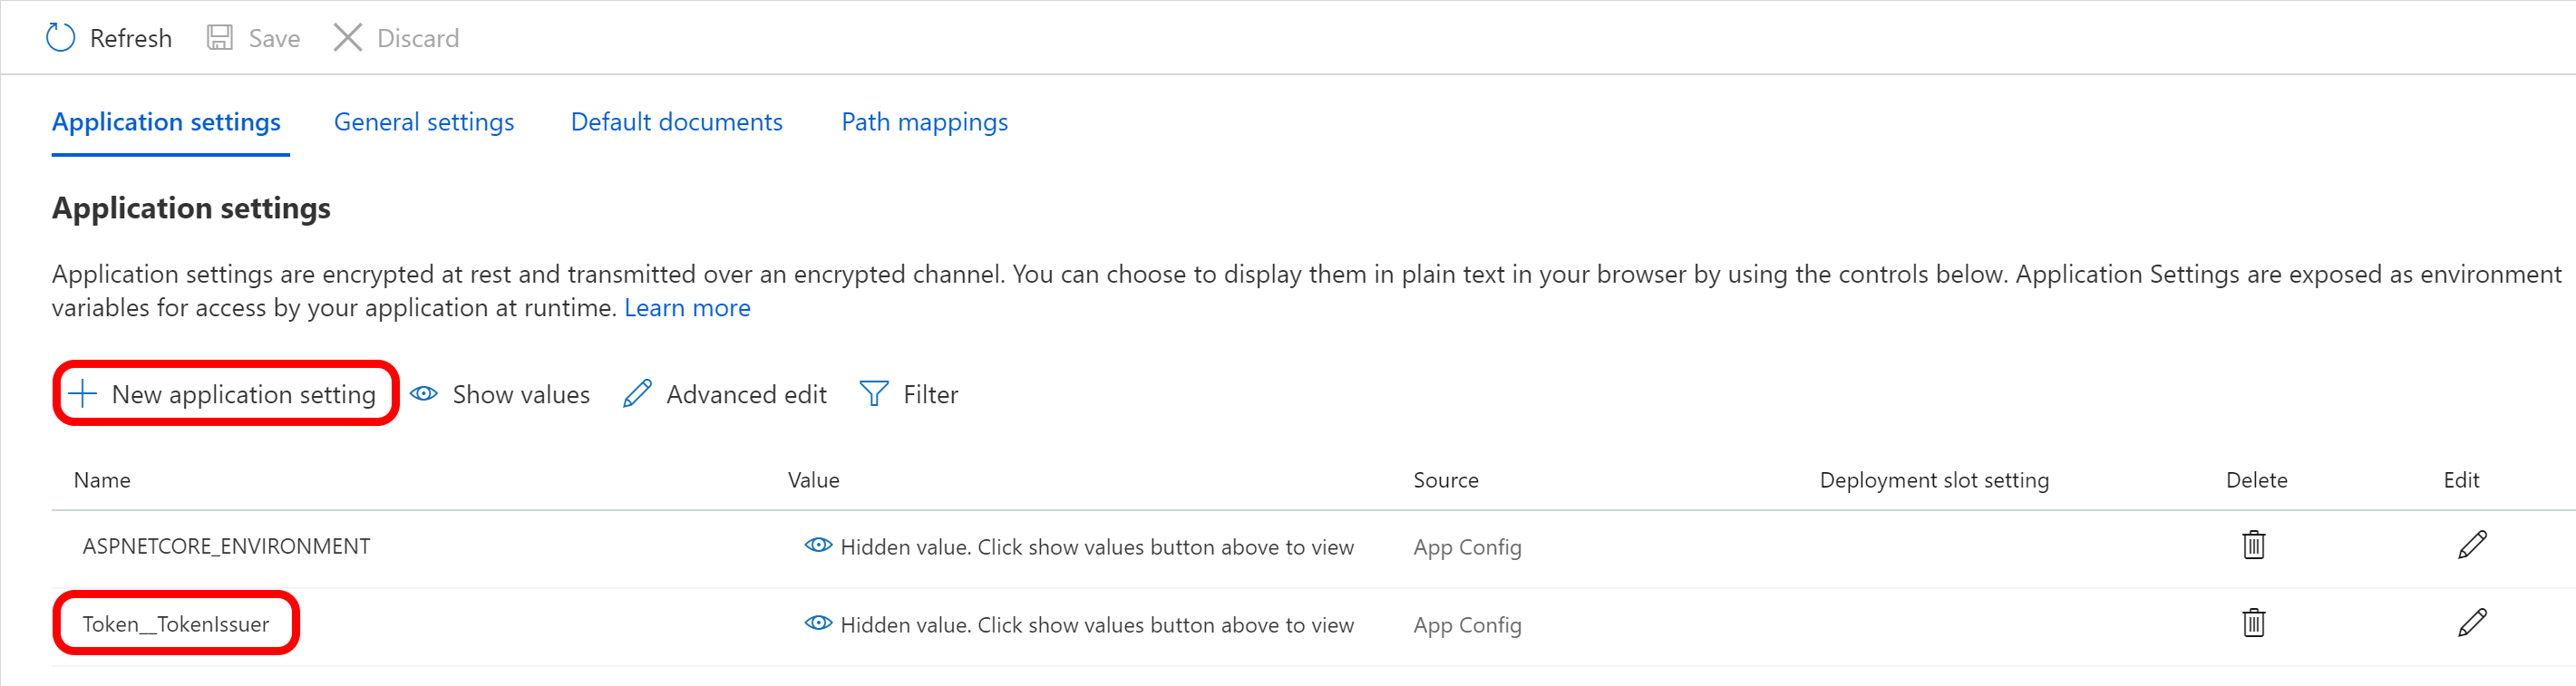 Refresh Save Discard
Application settings General settings Default documents Path mappings
Application settings
Application settings are encrypted at rest and transmitted over an encrypted channel. You can choose to display them in plain text in your browser by using the controls below. Application Settings are exposed as environment
variables for access by your application at runtime. Learn more
New application setting Show values Advanced edit Filter
Name Value Source Deployment slot setting Delete Edit
ASPNETCORE_ENVIRONMENT Hidden value. Click show values button above to view App Config
Token__TokenIssuer Hidden value. Click show values button above to view App Config